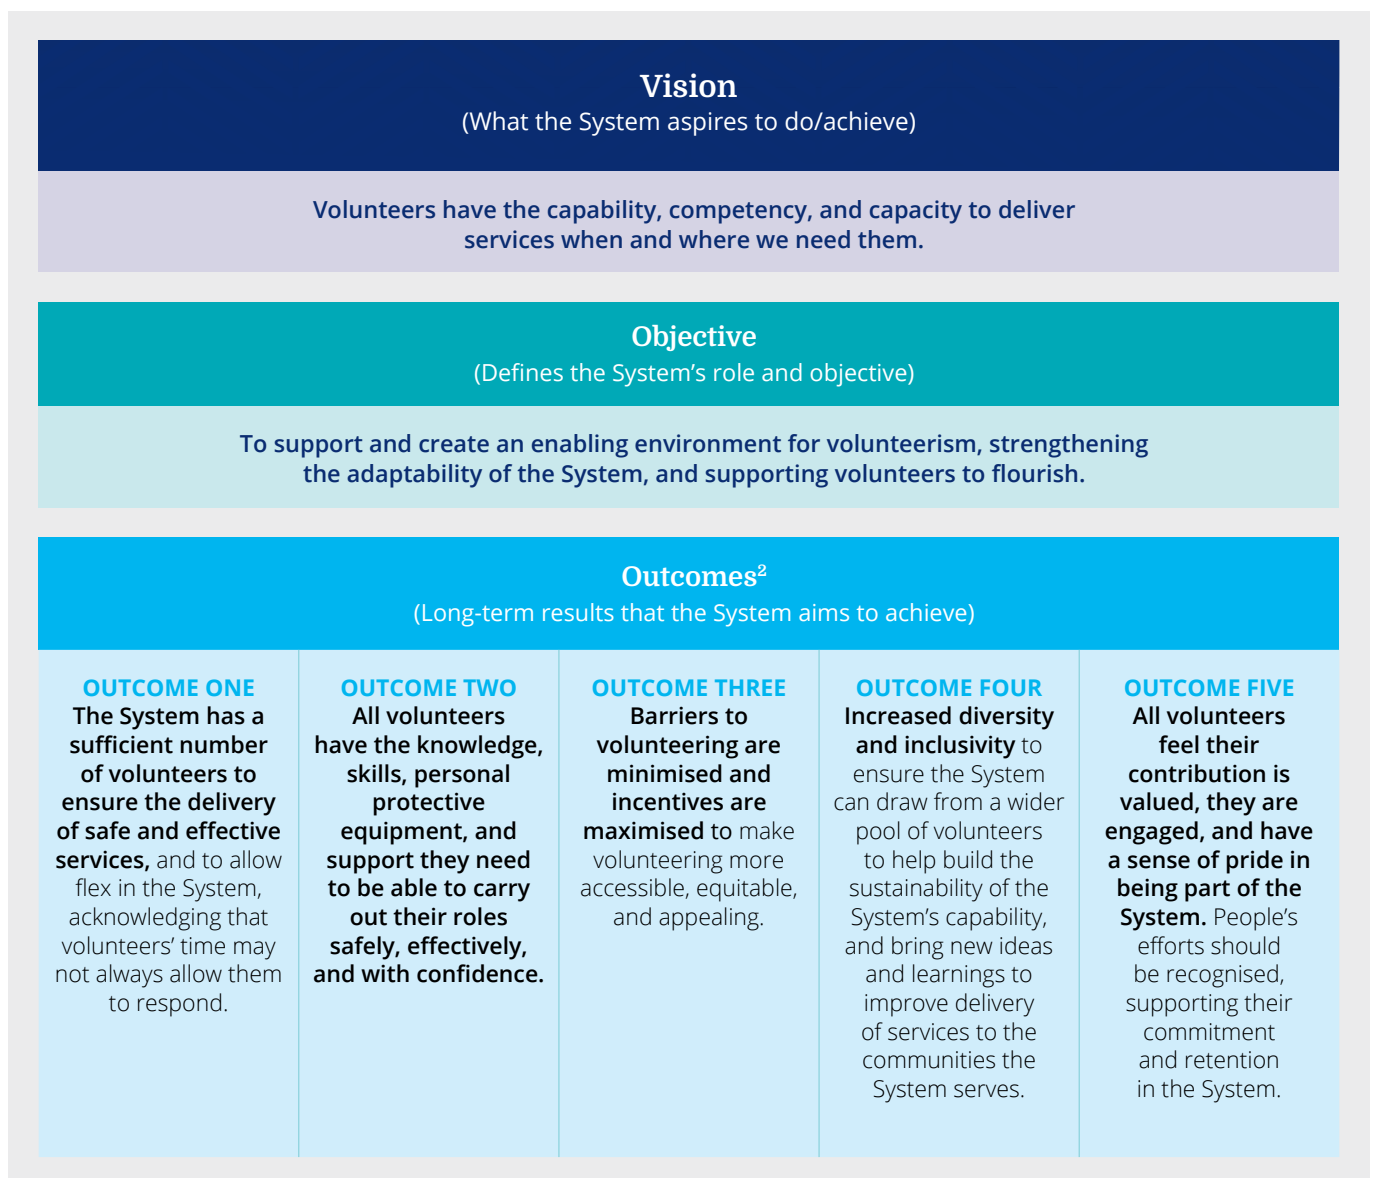 Vision
(What the System aspires to do/achieve)
Volunteers have the capability, competency, and capacity to deliver
services when and where we need them.
Objective
(Defines the System’s role and objective)
To support and create an enabling environment for volunteerism, strengthening
the adaptability of the System, and supporting volunteers to flourish.
Outcomes²
(Long-term results that the System aims to achieve)
OUTCOME ONE
The System has a
sufficient number
of volunteers to
ensure the delivery
of safe and effective
services, and to allow
flex in the System,
acknowledging that
volunteers’ time may
not always allow them
to respond.
OUTCOME TWO
All volunteers
have the knowledge,
skills, personal
protective
equipment, and
support they need
to be able to carry
out their roles
safely, effectively,
and with confidence.
OUTCOME THREE
Barriers to
volunteering are
minimised and
incentives are
maximised to make
volunteering more
accessible, equitable,
and appealing.
OUTCOME FOUR
Increased diversity
and inclusivity to
ensure the System
can draw from a wider
pool of volunteers
to help build the
sustainability of the
System’s capability,
and bring new ideas
and learnings to
improve delivery
of services to the
communities the
System serves.
OUTCOME FIVE
All volunteers
feel their
contribution is
valued, they are
engaged, and have
a sense of pride in
being part of the
System. People’s
efforts should
be recognised,
supporting their
commitment
and retention
in the System.